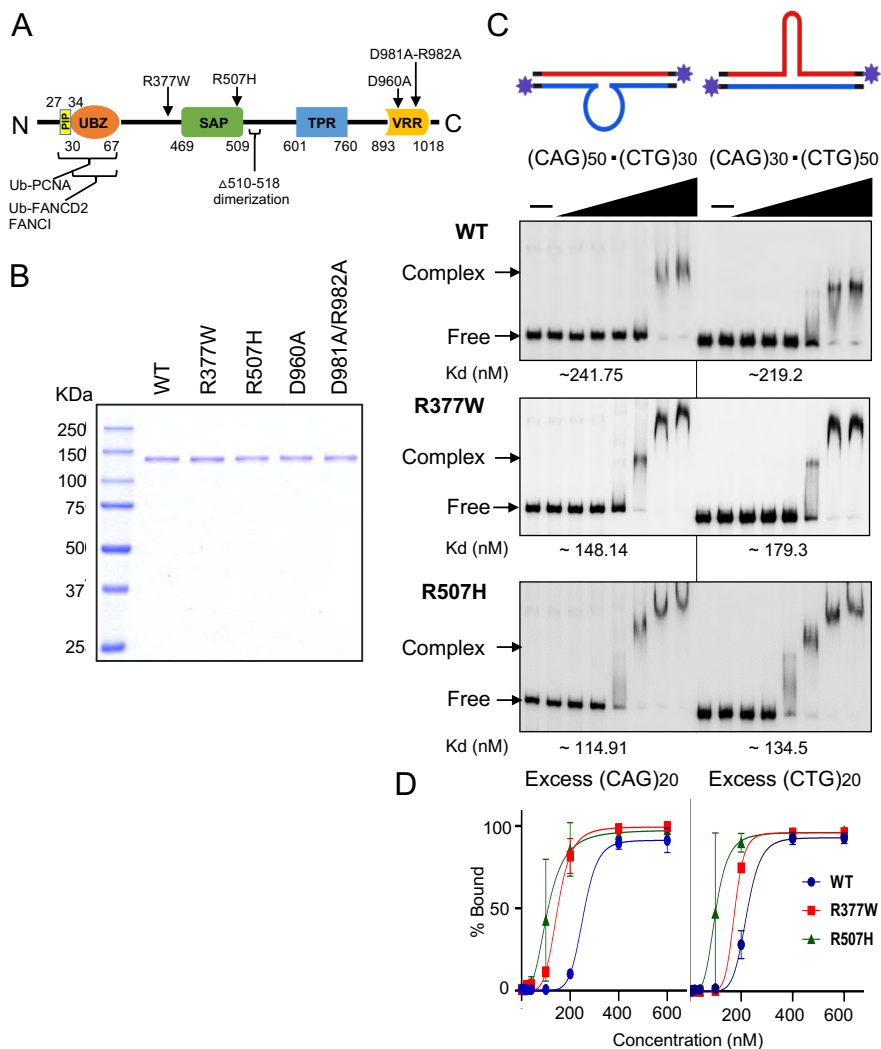 A
D981A-R982A
R377W
R507H
D960A
27 34
N PIP UBZ SAP TPR VRR C
30 67 469 509 601 760 893 1018
Ub-PCNA
Ub-FANCD2
FANCI
Δ510-518
dimerization
B
WT
R377W
R507H
D960A
D981A/R982A
KDa
250
150
100
75
50
37
25
C
(CAG)50▪(CTG)30
(CAG)30▪(CTG)50
WT
Complex
Free
Kd (nM) ~241.75 ~219.2
R377W
Complex
Free
Kd (nM) ~ 148.14 ~ 179.3
R507H
Complex
Free
Kd (nM) ~ 114.91 ~ 134.5
D
Excess (CAG)20
Excess (CTG)20
% Bound
100
50
0
WT
R377W
R507H
200 400 600
200 400 600
Concentration (nM)